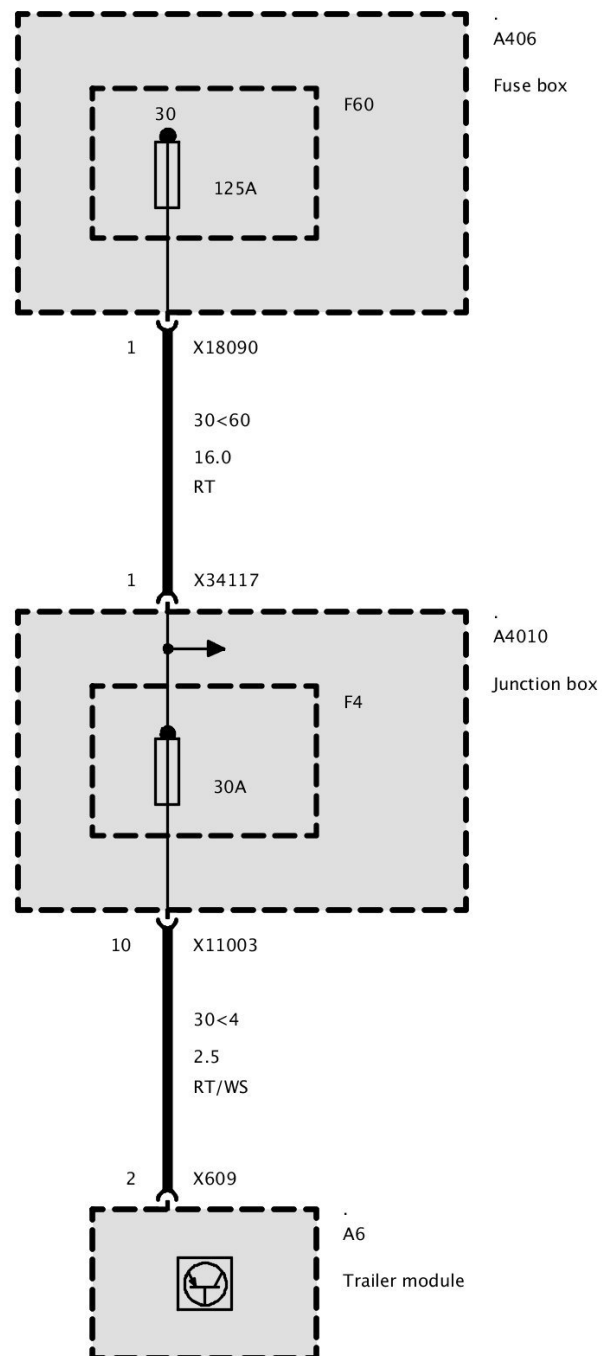 .
A406
Fuse box
F60
30
125A
1 X18090
30<60
16.0
RT
1 X34117
.
A4010
Junction box
F4
30A
10 X11003
30<4
2.5
RT/WS
2 X609
.
A6
Trailer module